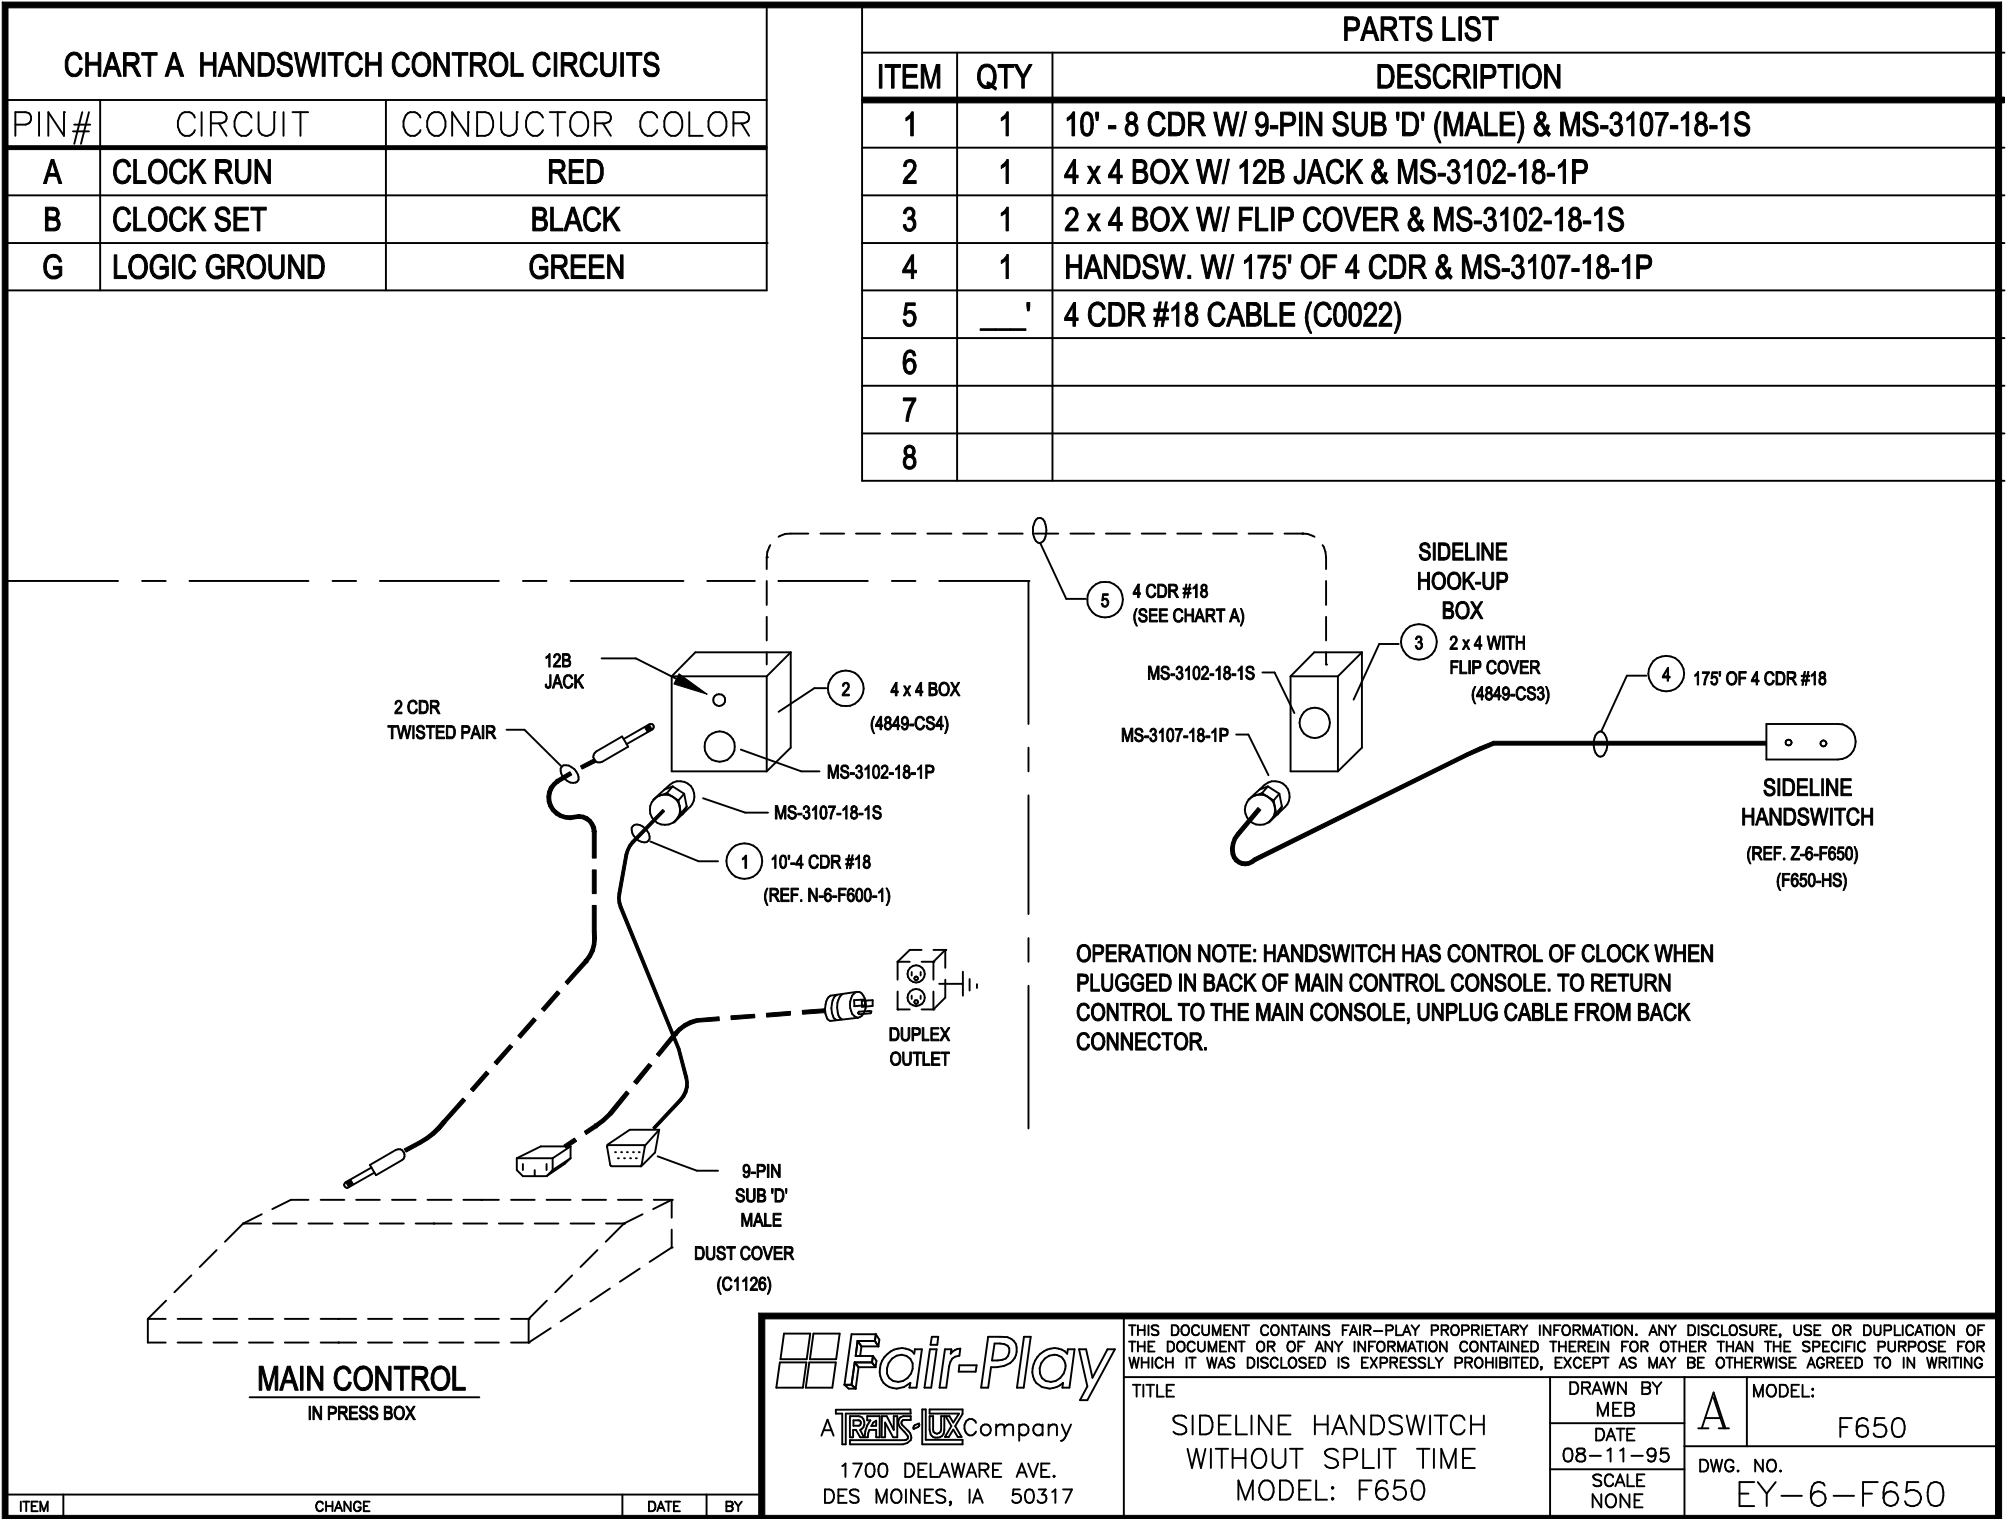 CHART A HANDSWITCH CONTROL CIRCUITS
PIN# CIRCUIT CONDUCTOR COLOR
A CLOCK RUN RED
B CLOCK SET BLACK
G LOGIC GROUND GREEN
PARTS LIST
ITEM QTY DESCRIPTION
1 1 10' - 8 CDR W/ 9-PIN SUB 'D' (MALE) & MS-3107-18-1S
2 1 4 x 4 BOX W/ 12B JACK & MS-3102-18-1P
3 1 2 x 4 BOX W/ FLIP COVER & MS-3102-18-1S
4 1 HANDSW. W/ 175' OF 4 CDR & MS-3107-18-1P
5 ___' 4 CDR #18 CABLE (C0022)
6
7
8
5 4 CDR #18
(SEE CHART A)
SIDELINE
HOOK-UP
BOX
3 2 x 4 WITH
FLIP COVER
(4849-CS3)
MS-3102-18-1S
MS-3107-18-1P
4 175' OF 4 CDR #18
SIDELINE
HANDSWITCH
(REF. Z-6-F650)
(F650-HS)
12B
JACK
2 4 x 4 BOX
(4849-CS4)
2 CDR
TWISTED PAIR
MS-3102-18-1P
MS-3107-18-1S
1 10'-4 CDR #18
(REF. N-6-F600-1)
DUPLEX
OUTLET
OPERATION NOTE: HANDSWITCH HAS CONTROL OF CLOCK WHEN
PLUGGED IN BACK OF MAIN CONTROL CONSOLE. TO RETURN
CONTROL TO THE MAIN CONSOLE, UNPLUG CABLE FROM BACK
CONNECTOR.
9-PIN
SUB 'D'
MALE
DUST COVER
(C1126)
MAIN CONTROL
IN PRESS BOX
ITEM CHANGE DATE BY
Fair-Play
A TRANS-LUX Company
1700 DELAWARE AVE.
DES MOINES, IA 50317
THIS DOCUMENT CONTAINS FAIR-PLAY PROPRIETARY INFORMATION. ANY DISCLOSURE, USE OR DUPLICATION OF
THE DOCUMENT OR OF ANY INFORMATION CONTAINED THEREIN FOR OTHER THAN THE SPECIFIC PURPOSE FOR
WHICH IT WAS DISCLOSED IS EXPRESSLY PROHIBITED, EXCEPT AS MAY BE OTHERWISE AGREED TO IN WRITING
TITLE
SIDELINE HANDSWITCH
WITHOUT SPLIT TIME
MODEL: F650
DRAWN BY
MEB
DATE
08-11-95
SCALE
NONE
A
MODEL:
F650
DWG. NO.
EY-6-F650